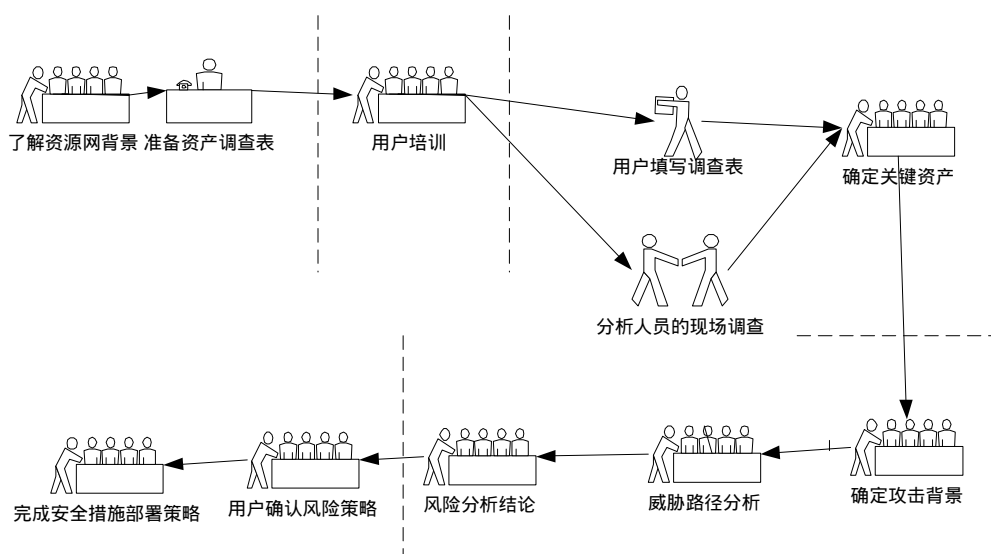 了解资源网背景
准备资产调查表
用户培训
用户填写调查表
确定关键资产
分析人员的现场调查
确定攻击背景
威胁路径分析
风险分析结论
用户确认风险策略
完成安全措施部署策略